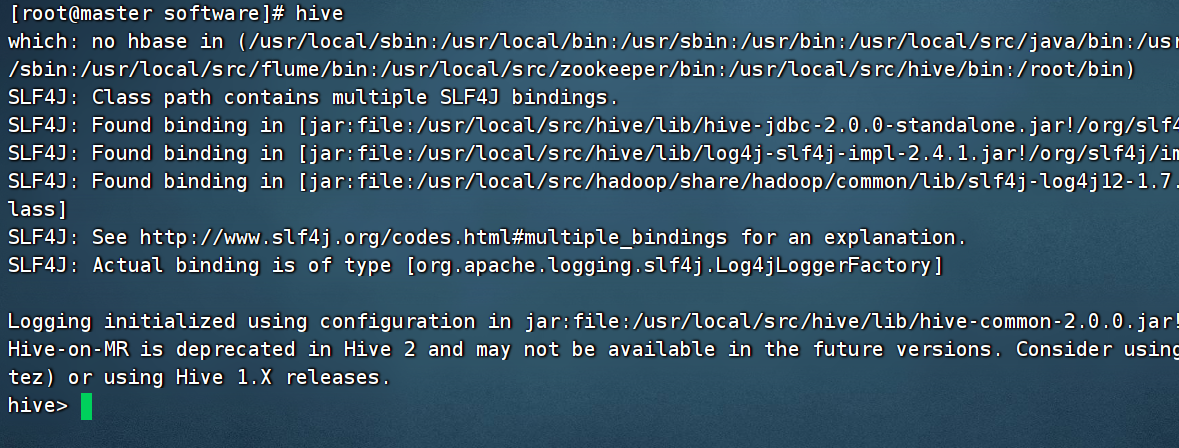 [root@master software]# hive
which: no hbase in (/usr/local/sbin:/usr/local/bin:/usr/sbin:/usr/bin:/usr/local/src/java/bin:/usr
/sbin:/usr/local/src/flume/bin:/usr/local/src/zookeeper/bin:/usr/local/src/hive/bin:/root/bin)
SLF4J: Class path contains multiple SLF4J bindings.
SLF4J: Found binding in [jar:file:/usr/local/src/hive/lib/hive-jdbc-2.0.0-standalone.jar!/org/slf4
SLF4J: Found binding in [jar:file:/usr/local/src/hive/lib/log4j-slf4j-impl-2.4.1.jar!/org/slf4j/im
SLF4J: Found binding in [jar:file:/usr/local/src/hadoop/share/hadoop/common/lib/slf4j-log4j12-1.7.
lass]
SLF4J: See http://www.slf4j.org/codes.html#multiple_bindings for an explanation.
SLF4J: Actual binding is of type [org.apache.logging.slf4j.Log4jLoggerFactory]
Logging initialized using configuration in jar:file:/usr/local/src/hive/lib/hive-common-2.0.0.jar!
Hive-on-MR is deprecated in Hive 2 and may not be available in the future versions. Consider using
tez) or using Hive 1.X releases.
hive>